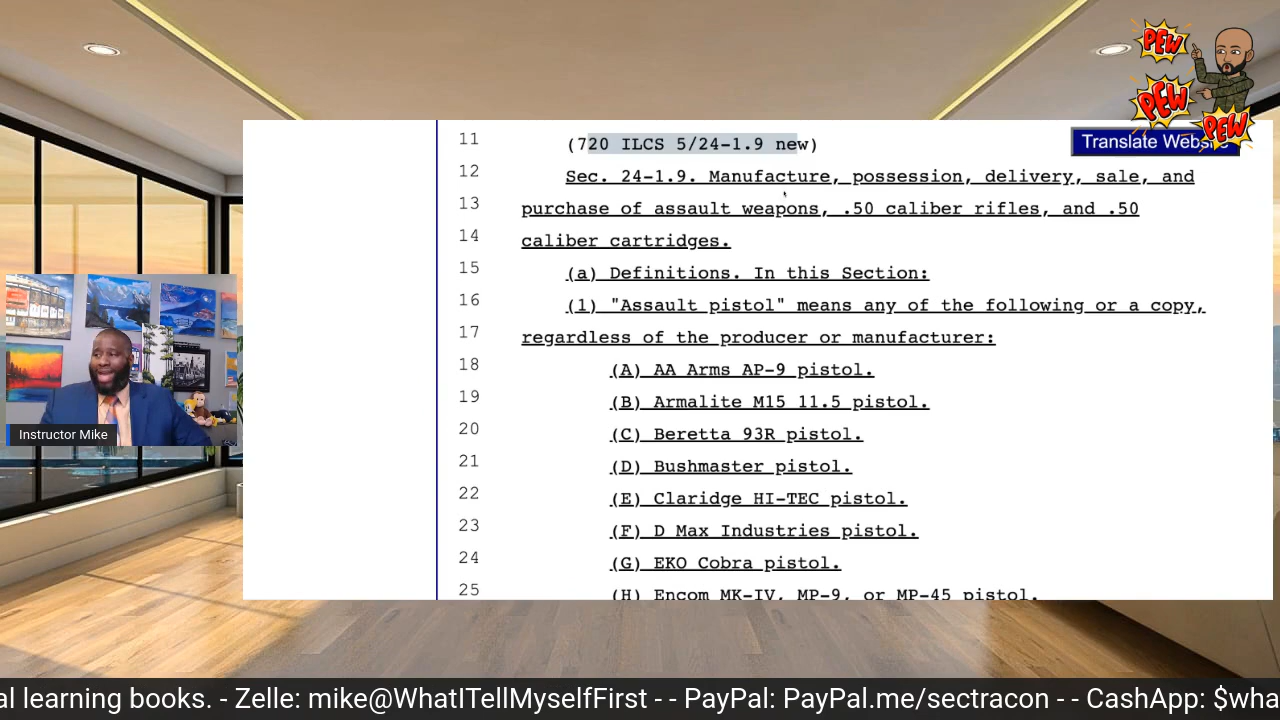 PEW
PEW
PEW
11 (720 ILCS 5/24-1.9 new)
Translate Website
12 Sec. 24-1.9. Manufacture, possession, delivery, sale, and
13 purchase of assault weapons, .50 caliber rifles, and .50
14 caliber cartridges.
15 (a) Definitions. In this Section:
16 (1) "Assault pistol" means any of the following or a copy,
17 regardless of the producer or manufacturer:
18 (A) AA Arms AP-9 pistol.
19 (B) Armalite M15 11.5 pistol.
20 (C) Beretta 93R pistol.
21 (D) Bushmaster pistol.
22 (E) Claridge HI-TEC pistol.
23 (F) D Max Industries pistol.
24 (G) EKO Cobra pistol.
25 (H) Encom MK-IV, MP-9, or MP-45 pistol.
Instructor Mike
al learning books. - Zelle: mike@WhatITellMyselfFirst - - PayPal: PayPal.me/sectracon - - CashApp: $wha